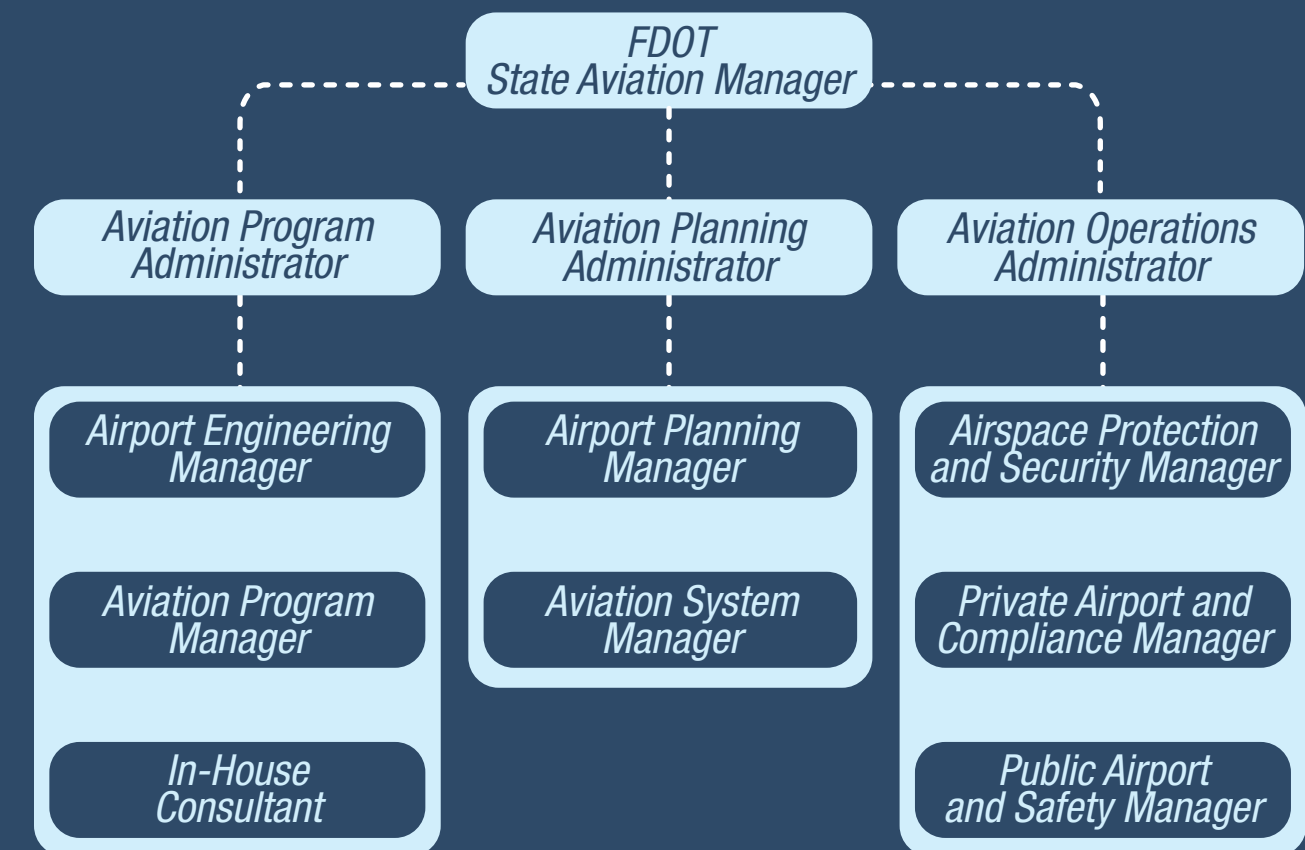 FDOT
State Aviation Manager
Aviation Program
Administrator
Aviation Planning
Administrator
Aviation Operations
Administrator
Airport Engineering
Manager
Airport Planning
Manager
Airspace Protection
and Security Manager
Aviation Program
Manager
Aviation System
Manager
Private Airport and
Compliance Manager
In-House
Consultant
Public Airport
and Safety Manager